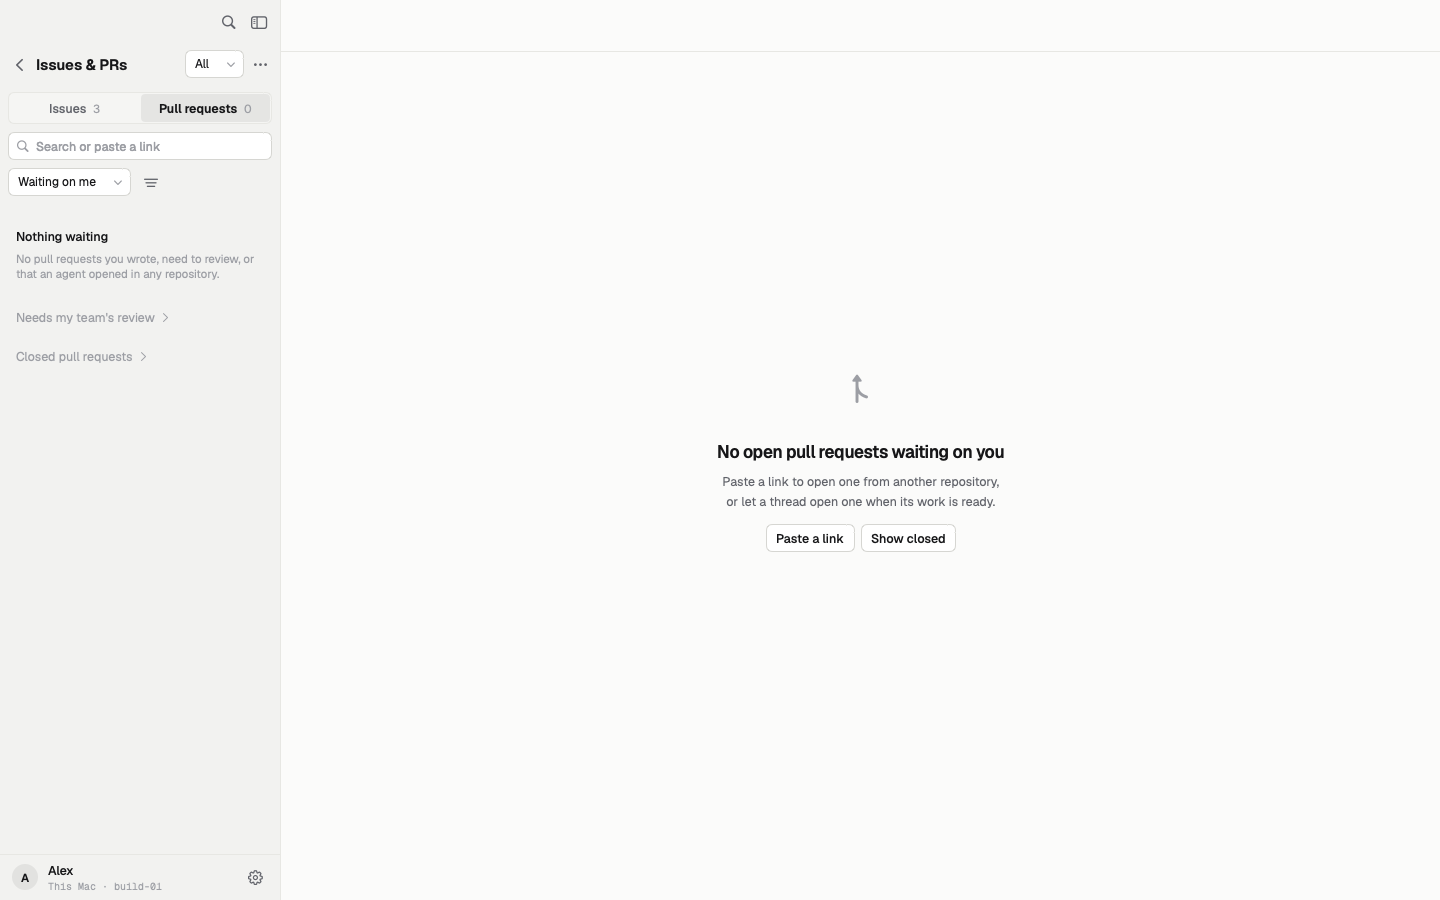 Issues & PRs
All
Issues 3
Pull requests 0
Search or paste a link
Waiting on me
Nothing waiting
No pull requests you wrote, need to review, or
that an agent opened in any repository.
Needs my team's review
Closed pull requests
No open pull requests waiting on you
Paste a link to open one from another repository,
or let a thread open one when its work is ready.
Paste a link
Show closed
A
Alex
This Mac · build-01